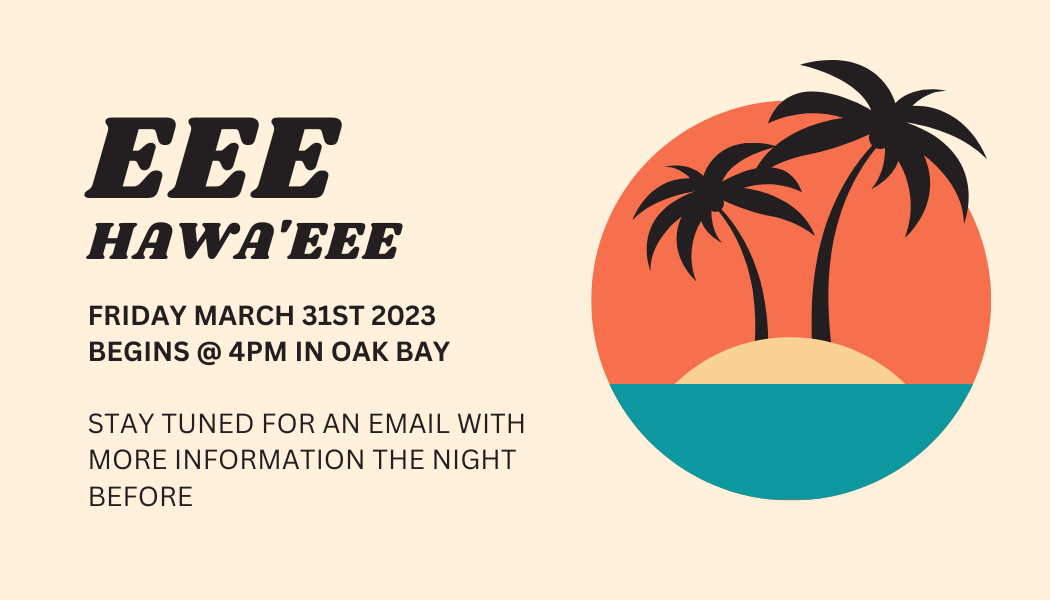 EEE
HAWA'EEE
FRIDAY MARCH 31ST 2023
BEGINS @ 4PM IN OAK BAY
STAY TUNED FOR AN EMAIL WITH
MORE INFORMATION THE NIGHT
BEFORE